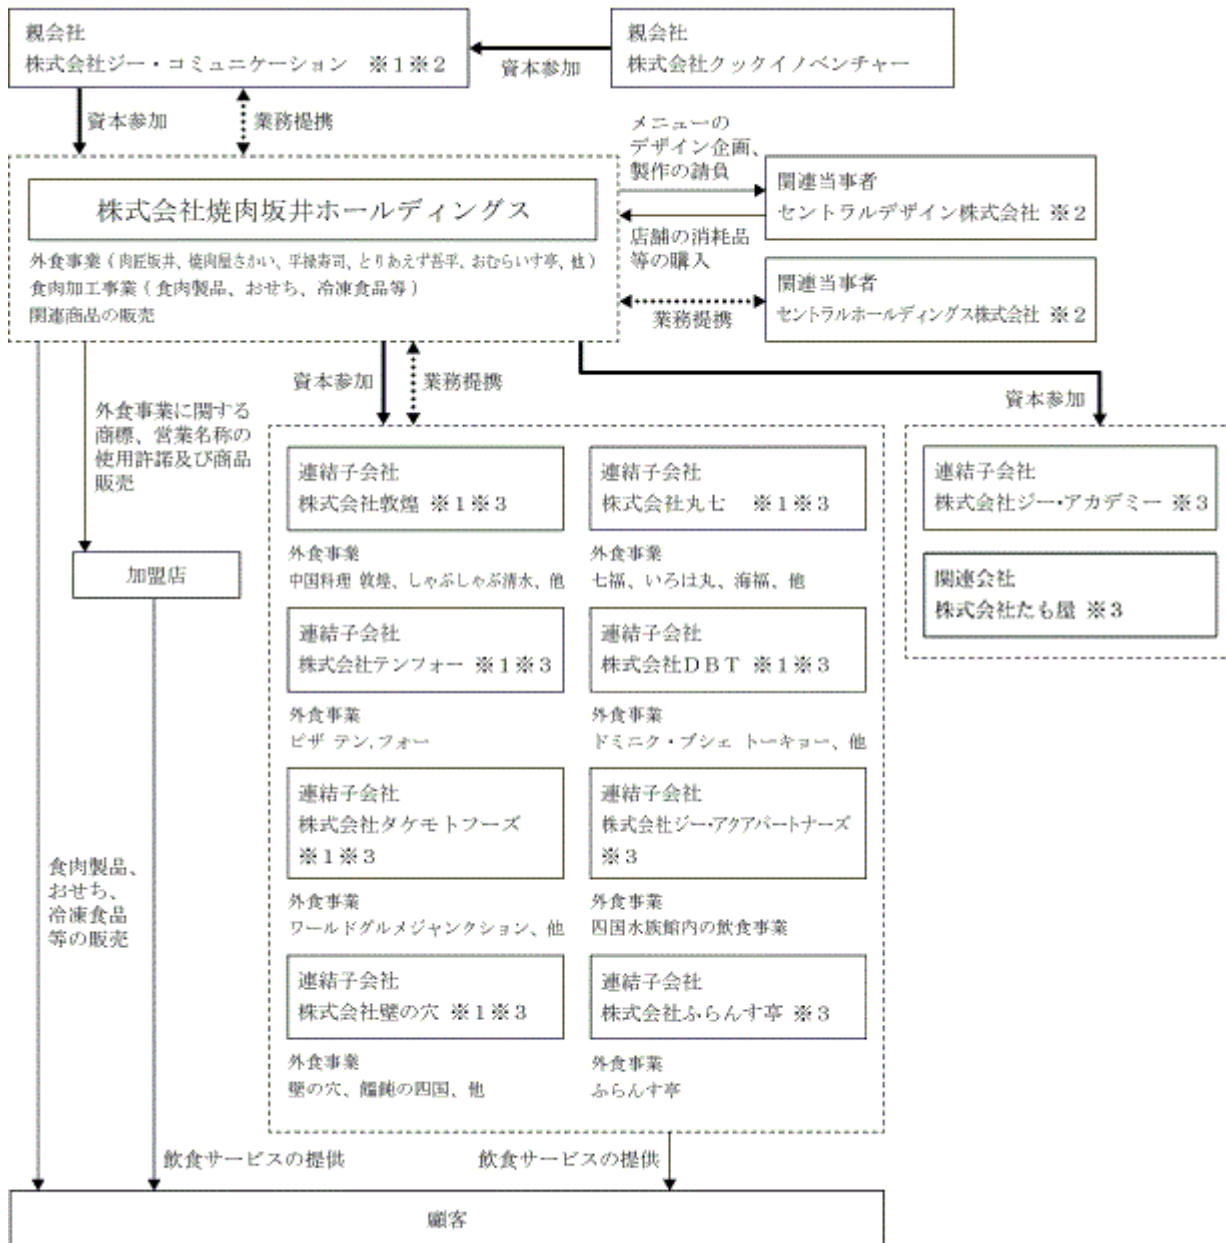 親会社
株式会社ジー・コミュニケーション ※1※2
親会社
株式会社クックイノベンチャー
資本参加
資本参加
業務提携
メニューの
デザイン企画、
製作の請負
関連当事者
セントラルデザイン株式会社 ※2
株式会社焼肉坂井ホールディングス
店舗の消耗品
等の購入
外食事業（肉匠坂井、焼肉屋さかい、平禄寿司、とりあえず吾平、おむらいす亭、他）
食肉加工事業（食肉製品、おせち、冷凍食品等）
関連商品の販売
関連当事者
セントラルホールディングス株式会社 ※2
業務提携
資本参加
業務提携
資本参加
外食事業に関する
商標、営業名称の
使用許諾及び商品
販売
加盟店
連結子会社
株式会社敦煌 ※1※3
外食事業
中国料理 敦煌、しゃぶしゃぶ清水、他
連結子会社
株式会社丸七 ※1※3
外食事業
七福、いろは丸、海福、他
連結子会社
株式会社ジー・アカデミー ※3
関連会社
株式会社たも屋 ※3
連結子会社
株式会社テンフォー ※1※3
外食事業
ピザ テン.フォー
連結子会社
株式会社DBT ※1※3
外食事業
ドミニク・ブシェ トーキョー、他
連結子会社
株式会社タケモトフーズ
※1※3
外食事業
ワールドグルメジャンクション、他
連結子会社
株式会社ジー・アクアパートナーズ
※3
外食事業
四国水族館内の飲食事業
食肉製品、
おせち、
冷凍食品
等の販売
連結子会社
株式会社壁の穴 ※1※3
外食事業
壁の穴、饂飩の四国、他
連結子会社
株式会社ふらんす亭 ※3
外食事業
ふらんす亭
飲食サービスの提供
飲食サービスの提供
顧客